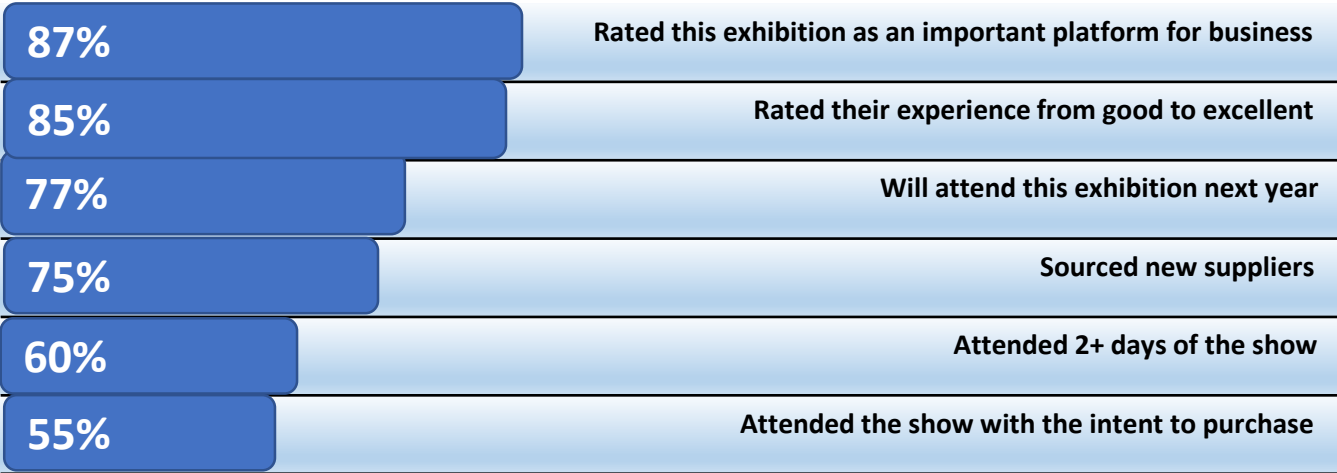 87% Rated this exhibition as an important platform for business
85% Rated their experience from good to excellent
77% Will attend this exhibition next year
75% Sourced new suppliers
60% Attended 2+ days of the show
55% Attended the show with the intent to purchase